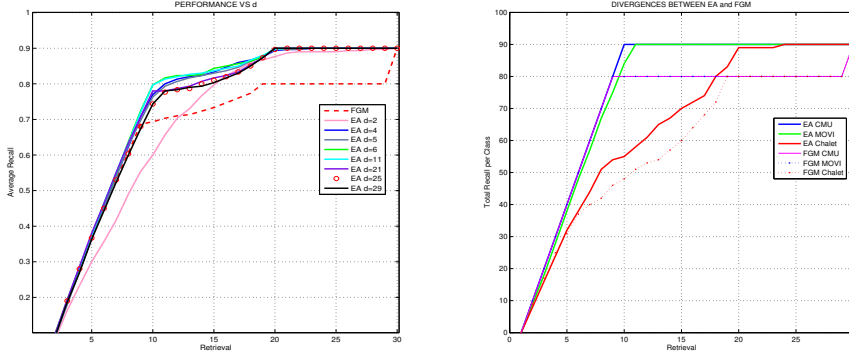 PERFORMANCE VS d
1
0.9
0.8
0.7
0.6
0.5
0.4
0.3
0.2
Average Recall
5
10
15
20
25
30
Retrieval
FGM
EA d=2
EA d=4
EA d=5
EA d=6
EA d=11
EA d=21
EA d=25
EA d=29
DIVERGENCES BETWEEN EA and FGM
100
90
80
70
60
50
40
30
20
10
0
Total Recall per Class
0
5
10
15
20
25
Retrieval
EA CMU
EA MOVI
EA Chalet
FGM CMU
FGM MOVI
FGM Chalet